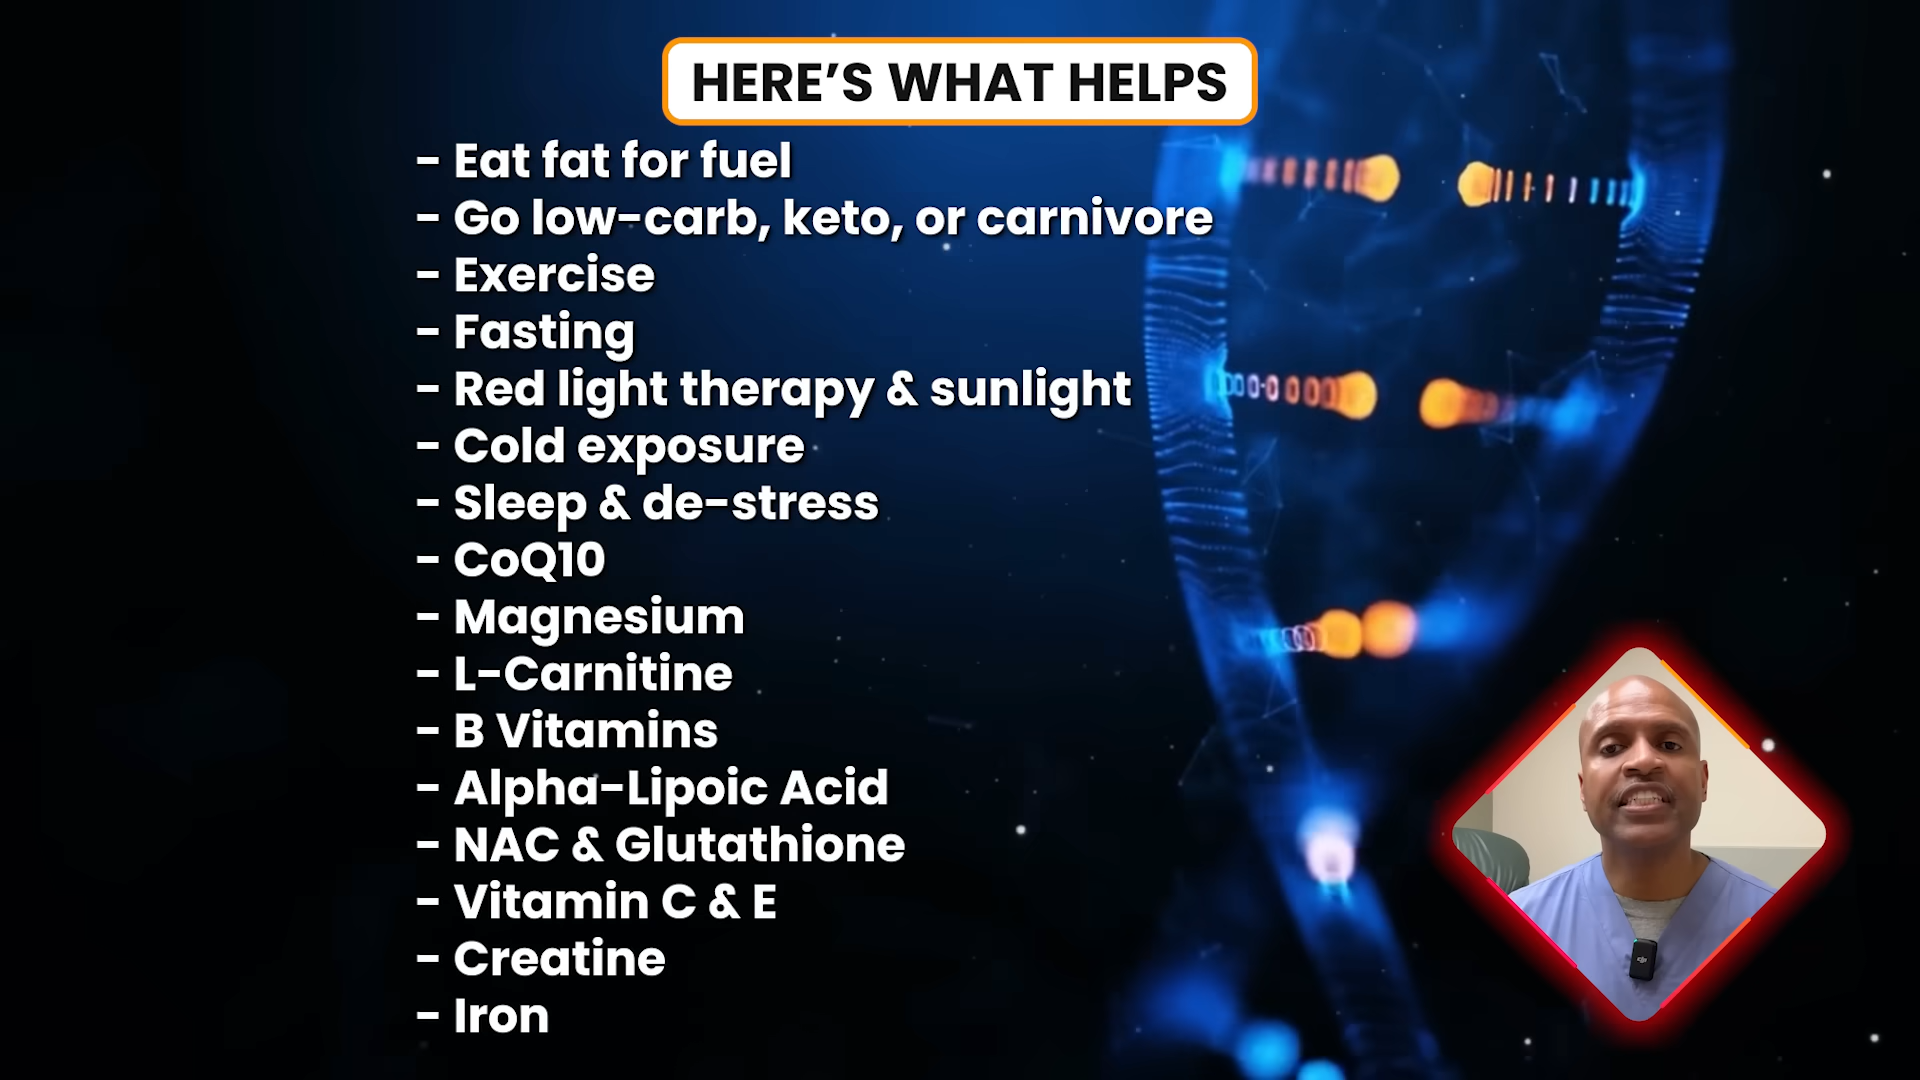 HERE’S WHAT HELPS
- Eat fat for fuel
- Go low-carb, keto, or carnivore
- Exercise
- Fasting
- Red light therapy & sunlight
- Cold exposure
- Sleep & de-stress
- CoQ10
- Magnesium
- L-Carnitine
- B Vitamins
- Alpha-Lipoic Acid
- NAC & Glutathione
- Vitamin C & E
- Creatine
- Iron